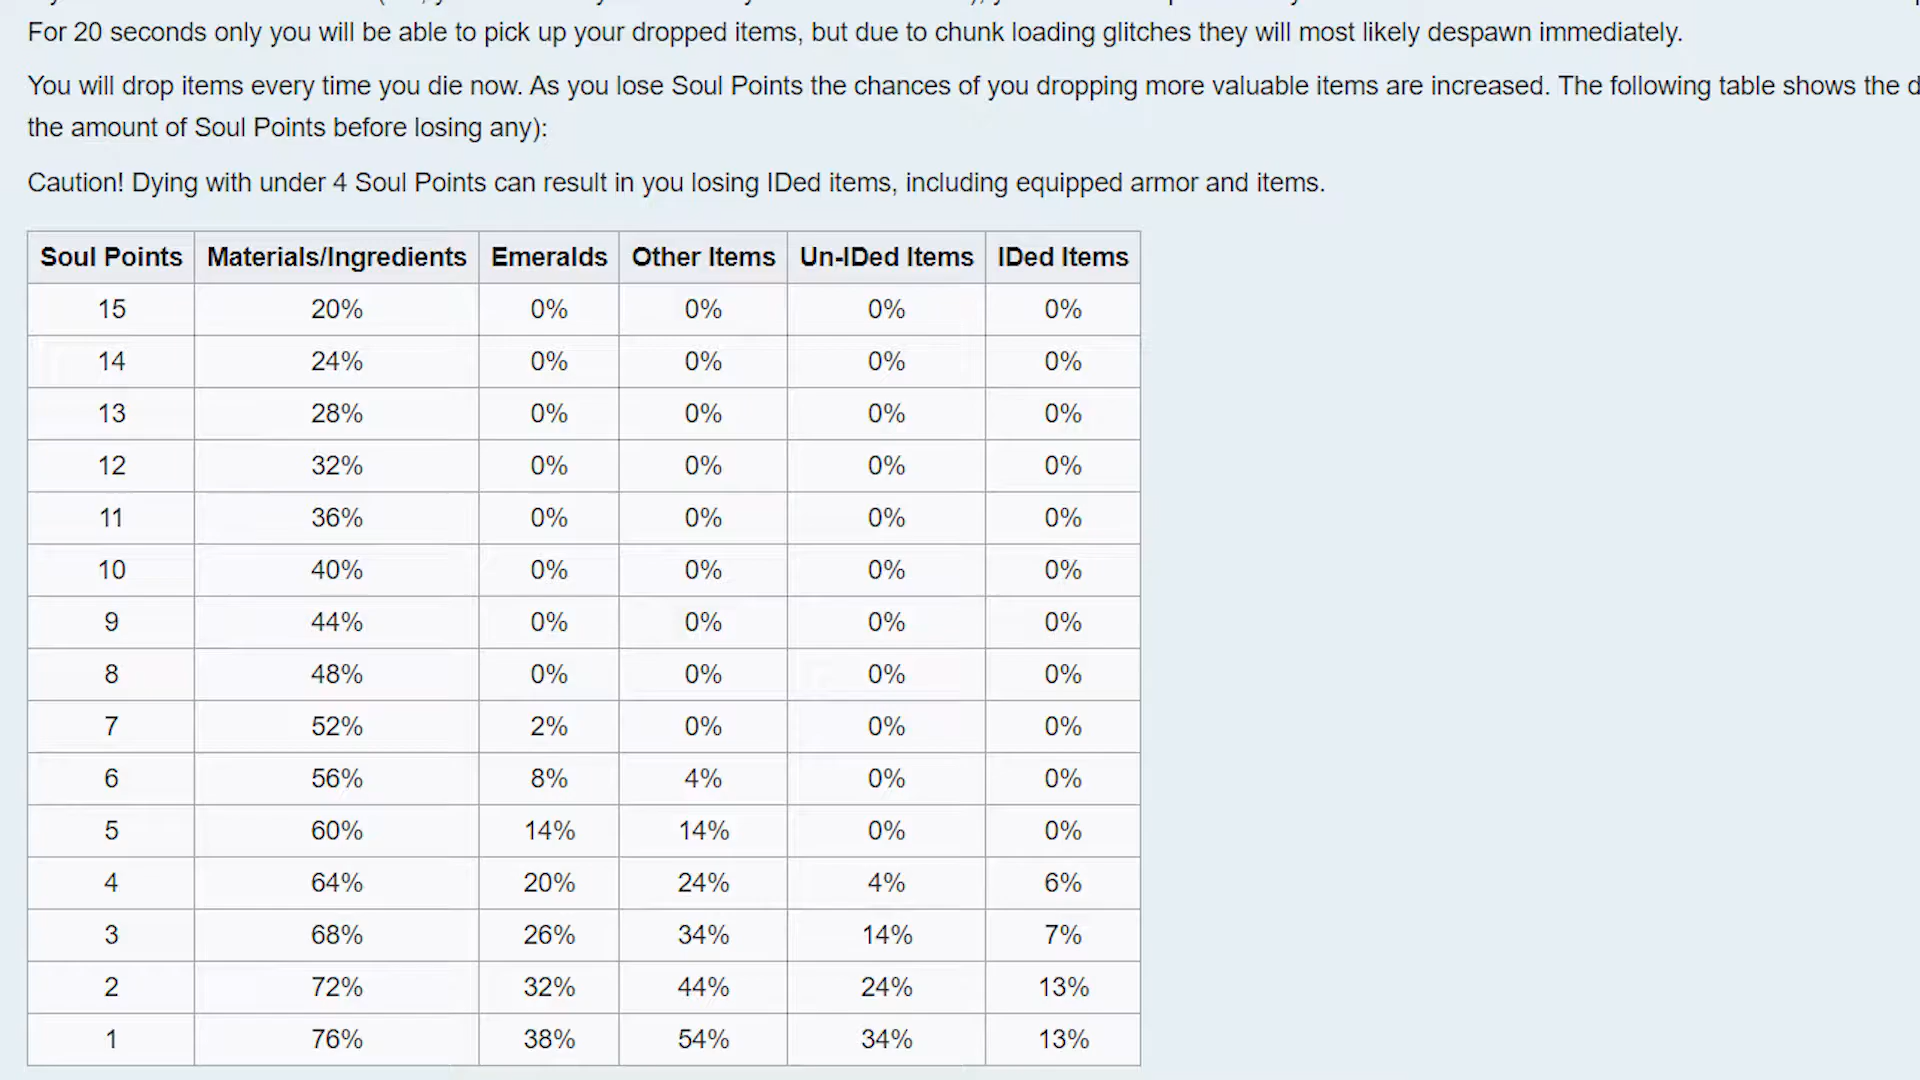 For 20 seconds only you will be able to pick up your dropped items, but due to chunk loading glitches they will most likely despawn immediately.
You will drop items every time you die now. As you lose Soul Points the chances of you dropping more valuable items are increased. The following table shows the
the amount of Soul Points before losing any):
Caution! Dying with under 4 Soul Points can result in you losing IDed items, including equipped armor and items.
Soul Points Materials/Ingredients Emeralds Other Items Un-IDed Items IDed Items
15 20% 0% 0% 0% 0%
14 24% 0% 0% 0% 0%
13 28% 0% 0% 0% 0%
12 32% 0% 0% 0% 0%
11 36% 0% 0% 0% 0%
10 40% 0% 0% 0% 0%
9 44% 0% 0% 0% 0%
8 48% 0% 0% 0% 0%
7 52% 2% 0% 0% 0%
6 56% 8% 4% 0% 0%
5 60% 14% 14% 0% 0%
4 64% 20% 24% 4% 6%
3 68% 26% 34% 14% 7%
2 72% 32% 44% 24% 13%
1 76% 38% 54% 34% 13%